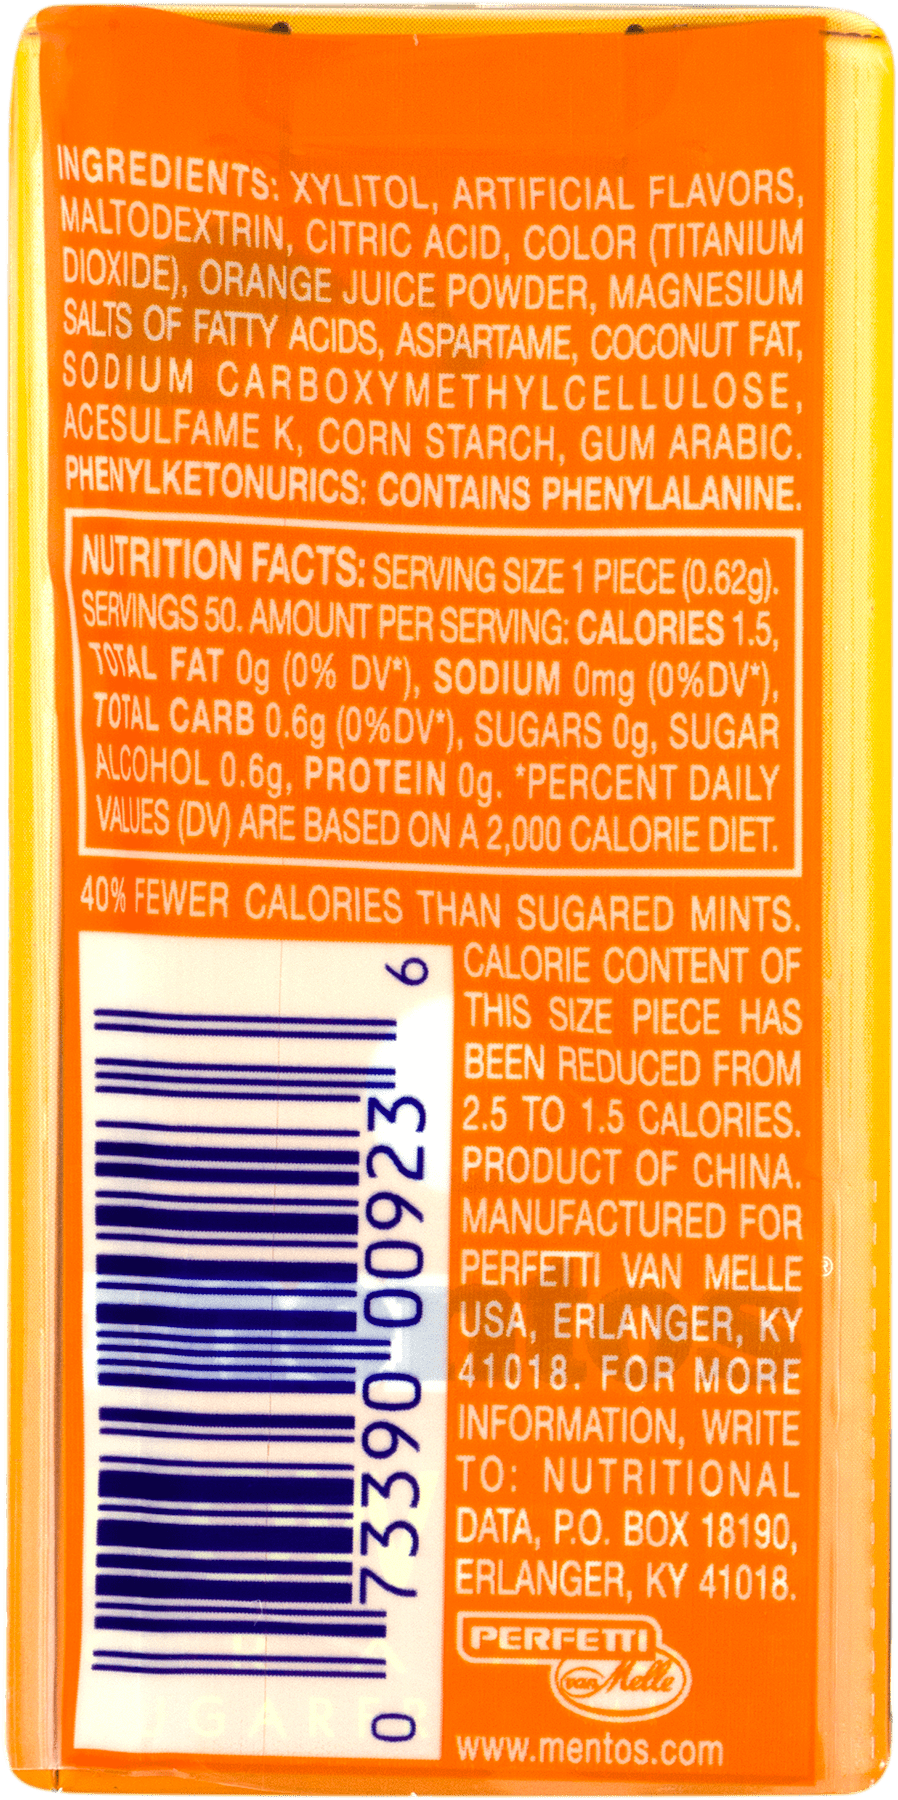 INGREDIENTS: XYLITOL, ARTIFICIAL FLAVORS,
MALTODEXTRIN, CITRIC ACID, COLOR (TITANIUM
DIOXIDE), ORANGE JUICE POWDER, MAGNESIUM
SALTS OF FATTY ACIDS, ASPARTAME, COCONUT FAT,
SODIUM CARBOXYMETHYLCELLULOSE,
ACESULFAME K, CORN STARCH, GUM ARABIC.
PHENYLKETONURICS: CONTAINS PHENYLALANINE.
NUTRITION FACTS: SERVING SIZE 1 PIECE (0.62g).
SERVINGS 50. AMOUNT PER SERVING: CALORIES 1.5,
TOTAL FAT 0g (0% DV*), SODIUM 0mg (0%DV*),
TOTAL CARB 0.6g (0%DV*), SUGARS 0g, SUGAR
ALCOHOL 0.6g, PROTEIN 0g. *PERCENT DAILY
VALUES (DV) ARE BASED ON A 2,000 CALORIE DIET.
40% FEWER CALORIES THAN SUGARED MINTS.
CALORIE CONTENT OF
THIS SIZE PIECE HAS
BEEN REDUCED FROM
2.5 TO 1.5 CALORIES.
PRODUCT OF CHINA.
MANUFACTURED FOR
PERFETTI VAN MELLE
USA, ERLANGER, KY
41018. FOR MORE
INFORMATION, WRITE
TO: NUTRITIONAL
DATA, P.O. BOX 18190,
ERLANGER, KY 41018.
PERFETTI
van Melle
www.mentos.com
0 73390 00923 6